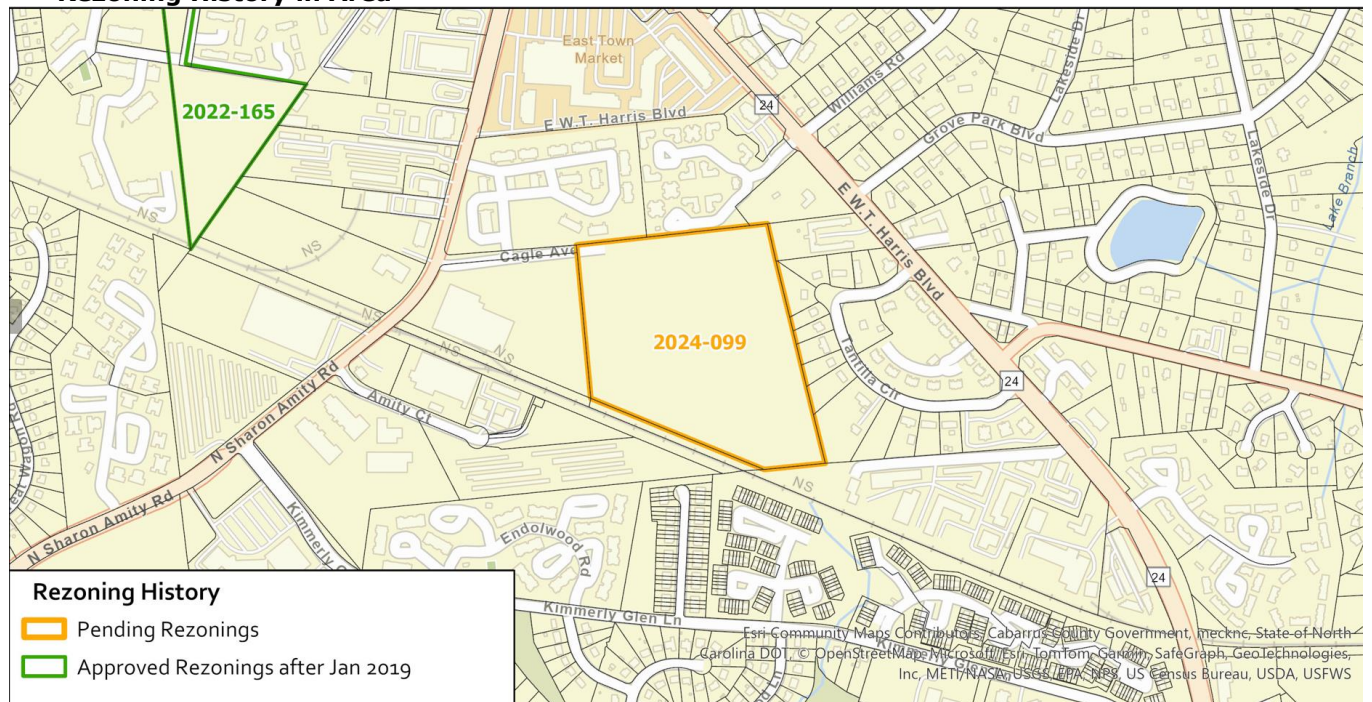 Rezoning History in Area
2022-165
East Town
Market
E W.T. Harris Blvd
24
Williams Rd
Lakeside Dr
Grove Park Blvd
Lakeside Dr
Lake Branch
NS
NS
Cagle Ave
E W.T. Harris Blvd
2024-099
NS
NS
NS
Tantilla Cir
24
N Sharon Amity Rd
Amity Ct
N Sharon Amity Rd
Kimmerly G
NS
Endolwood Rd
24
Kimmerly Glen Ln
Kimmerly Glen
Rezoning History
Pending Rezonings
Approved Rezonings after Jan 2019
Esri Community Maps Contributors, Cabarrus County Government, mecknc, State of North
Carolina DOT, © OpenStreetMap, Microsoft, Esri, TomTom, Garmin, SafeGraph, GeoTechnologies,
Inc, METI/NASA, USGS, EPA, NPS, US Census Bureau, USDA, USFWS